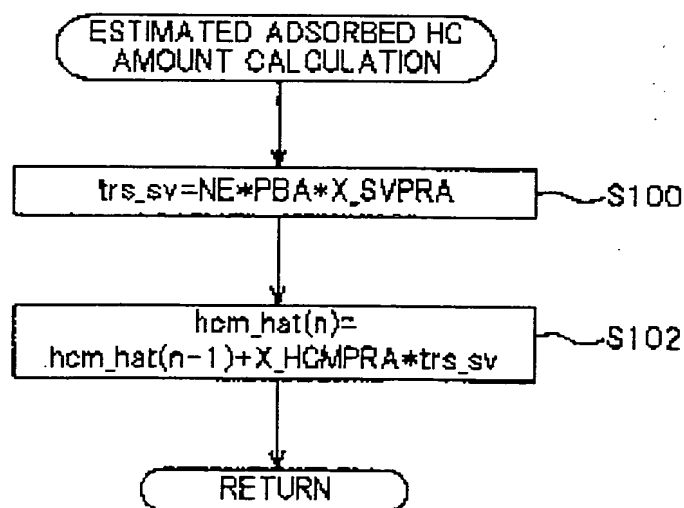 ESTIMATED ADSORBED HC
AMOUNT CALCULATION
trs_sv=NE*PBA*X_SVPRA
S100
hcm_hat(n)=
hcm_hat(n-1)+X_HCMPRA*trs_sv
S102
RETURN